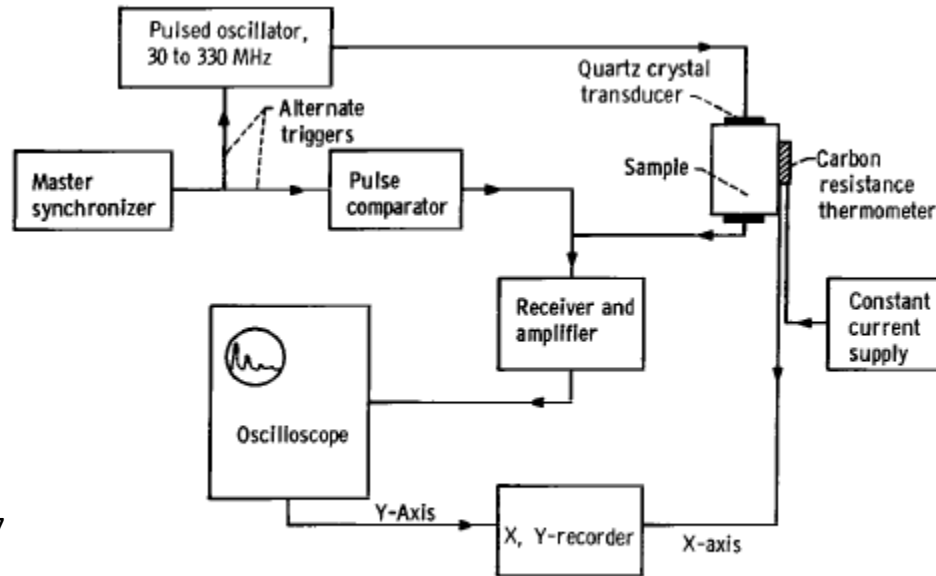 Pulsed oscillator,
30 to 330 MHz
Quartz crystal
transducer
Alternate
triggers
Master
synchronizer
Pulse
comparator
Sample
Carbon
resistance
thermometer
Receiver and
amplifier
Constant
current
supply
Oscilloscope
Y-Axis
X, Y-recorder
X-axis
7